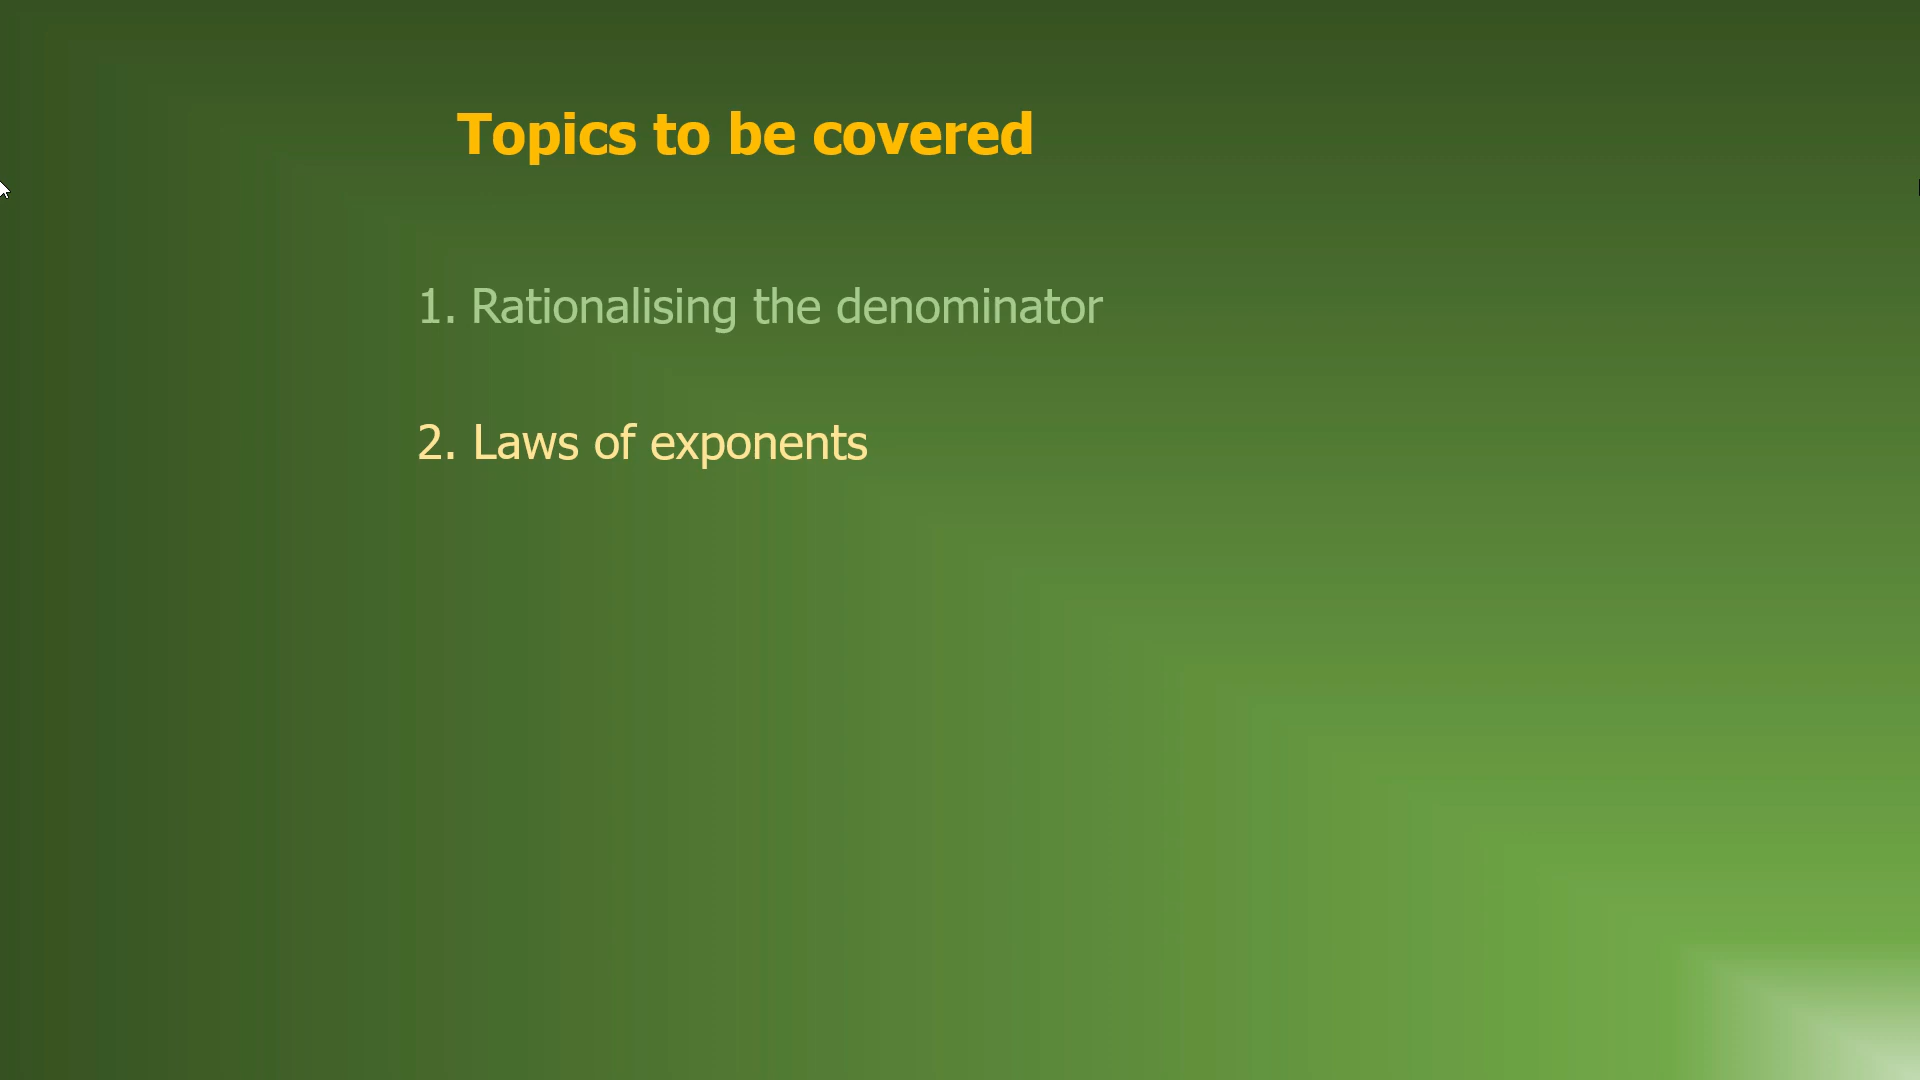 Topics to be covered
1. Rationalising the denominator
2. Laws of exponents